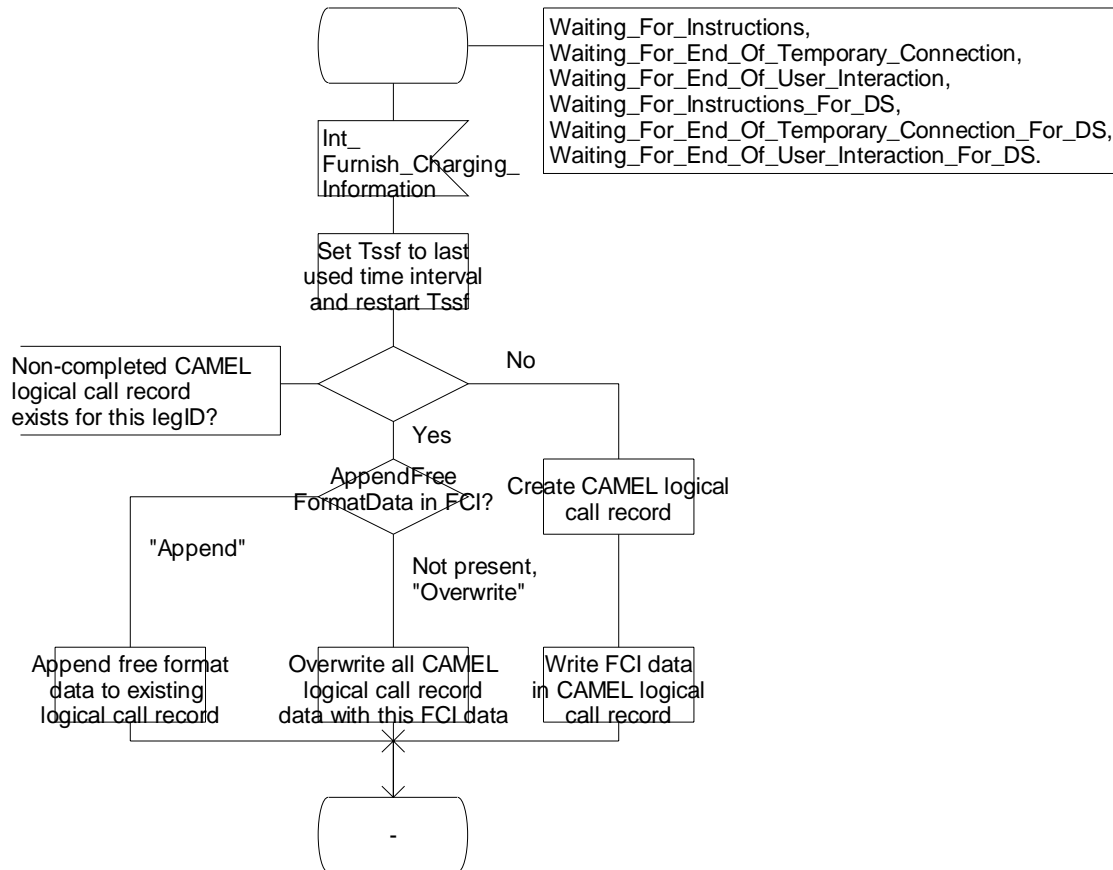 Waiting_For_Instructions,
Waiting_For_End_Of_Temporary_Connection,
Waiting_For_End_Of_User_Interaction,
Waiting_For_Instructions_For_DS,
Waiting_For_End_Of_Temporary_Connection_For_DS,
Waiting_For_End_Of_User_Interaction_For_DS.
Int_
Furnish_Charging_
Information
Set Tssf to last
used time interval
and restart Tssf
Non-completed CAMEL
logical call record
exists for this legID?
No
Yes
AppendFree
FormatData in FCI?
Create CAMEL logical
call record
"Append"
Not present,
"Overwrite"
Append free format
data to existing
logical call record
Overwrite all CAMEL
logical call record
data with this FCI data
Write FCI data
in CAMEL logical
call record
-